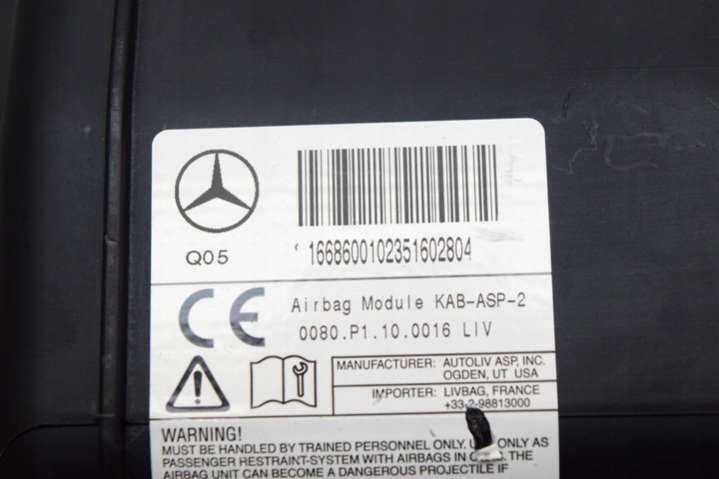 1668600102351602804
Q05
CE
Airbag Module KAB-ASP-2
0080.P1.10.0016 LIV
MANUFACTURER: AUTOLIV ASP, INC.
OGDEN, UT USA
IMPORTER: LIVBAG, FRANCE
+33-2-98813000
WARNING!
MUST BE HANDLED BY TRAINED PERSONNEL ONLY. ONLY AS
PASSENGER RESTRAINT-SYSTEM WITH AIRBAGS IN
AIRBAG UNIT CAN BECOME A DANGEROUS PROJECTILE IF